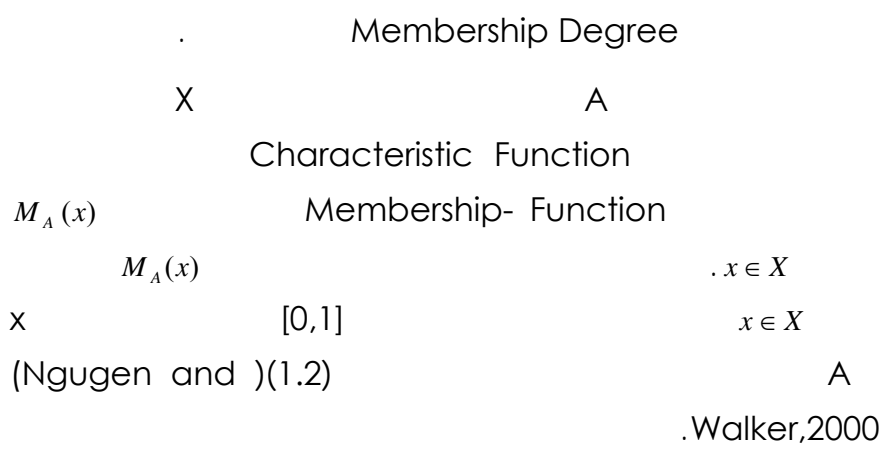 . Membership Degree
X A
Characteristic Function
M_A(x) Membership- Function
M_A(x) . x ∈ X
x [0,1] x ∈ X
(Ngugen and )(1.2) A
.Walker,2000